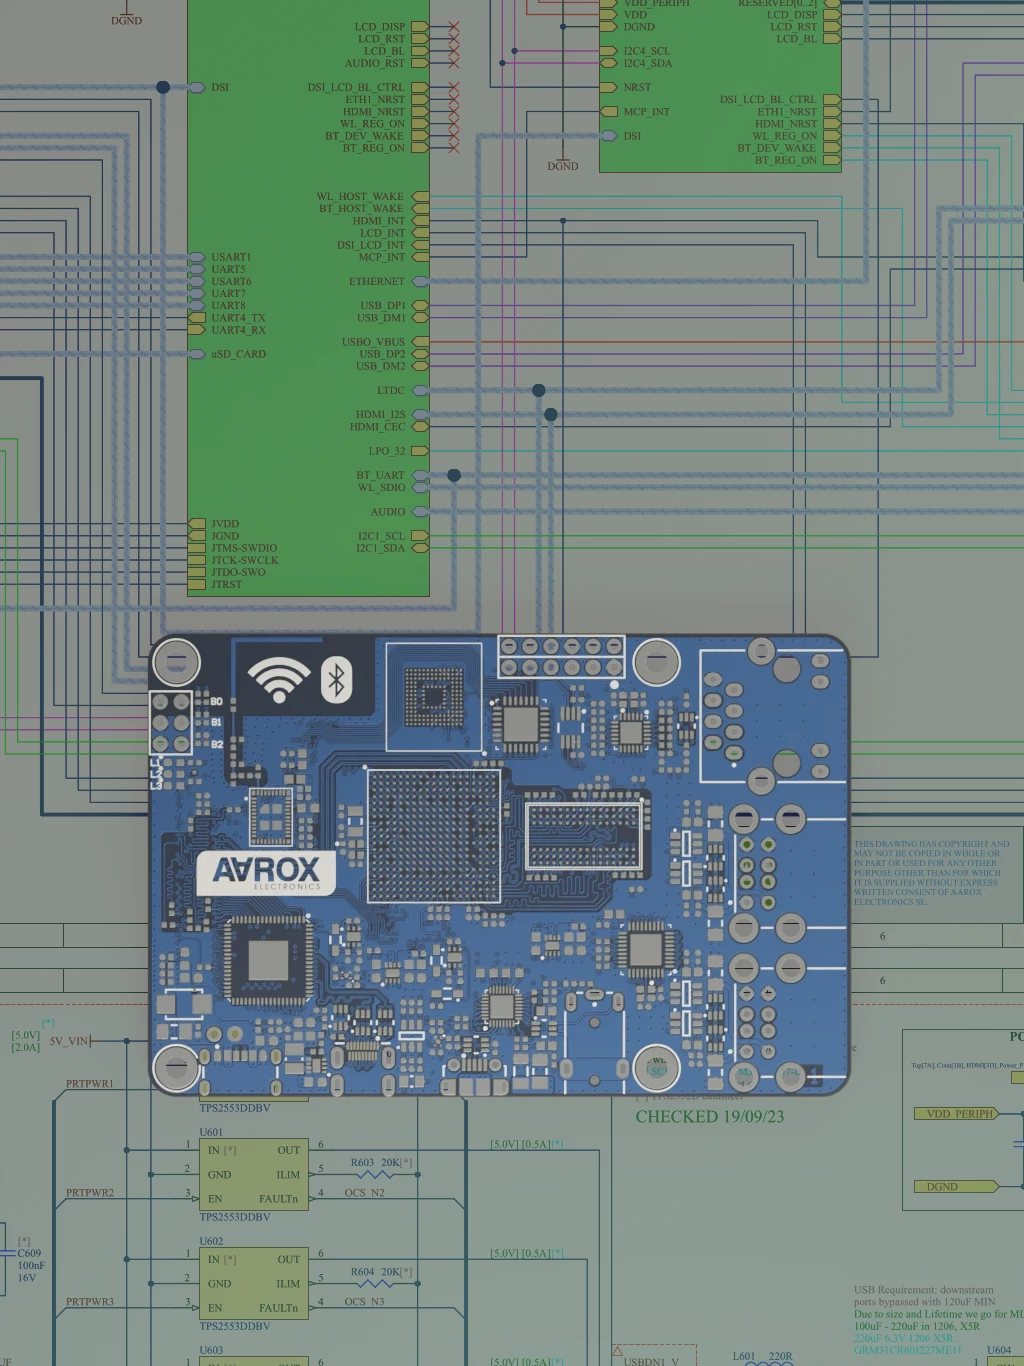 DGND
LCD_DISP
LCD_RST
LCD_BL
AUDIO_RST
DSI
DSI_LCD_BL_CTRL
ETH1_NRST
HDMI_NRST
WL_REG_ON
BT_DEV_WAKE
BT_REG_ON
WL_HOST_WAKE
BT_HOST_WAKE
HDMI_INT
LCD_INT
DSI_LCD_INT
MCP_INT
USART1
UART5
USART6
UART7
UART8
UART4_TX
UART4_RX
uSD_CARD
ETHERNET
USB_DP1
USB_DM1
USBO_VBUS
USB_DP2
USB_DM2
LTDC
HDMI_I2S
HDMI_CEC
LPO_32
BT_UART
WL_SDIO
AUDIO
I2C1_SCL
I2C1_SDA
JVDD
JGND
JTMS-SWDIO
JTCK-SWCLK
JTDO-SWO
JTRST
VDD_PERIPH
VDD
DGND
I2C4_SCL
I2C4_SDA
NRST
MCP_INT
DSI
DGND
RESERVED[0..2]
LCD_DISP
LCD_RST
LCD_BL
DSI_LCD_BL_CTRL
ETH1_NRST
HDMI_NRST
WL_REG_ON
BT_DEV_WAKE
BT_REG_ON
B0
B1
B2
AAROX
ELECTRONICS
THIS DRAWING HAS COPYRIGHT AND
MAY NOT BE COPIED IN WHOLE OR
IN PART OR USED FOR ANY OTHER
PURPOSE OTHER THAN FOR WHICH
IT IS SUPPLIED WITHOUT EXPRESS
WRITTEN CONSENT OF AAROX
ELECTRONICS SL.
6
6
[*]
[5.0V]
[2.0A]
5V_VIN
PRTPWR1
TPS2553DDBV
CHECKED 19/09/23
Top[7A], Conn[1B], HDMI[3D], Power_P
VDD_PERIPH
DGND
U601
1 IN [*] OUT 6
2 GND ILIM 5
3 EN FAULTn 4
TPS2553DDBV
R603 20K[*]
OCS_N2
[5.0V] [0.5A][*]
PRTPWR2
U602
1 IN [*] OUT 6
2 GND ILIM 5
3 EN FAULTn 4
TPS2553DDBV
R604 20K[*]
OCS_N3
[5.0V] [0.5A][*]
PRTPWR3
[*]
C609
100nF
16V
U603
[5.0V] [0.5A][*]
USBDN1_V
L601 220R
USB Requirement: downstream
ports bypassed with 120uF MIN
Due to size and Lifetime we go for
100uF - 220uF in 1206, X5R
220uF 6.3V 1206 X5R
GRM31CR60J227ME11
U604